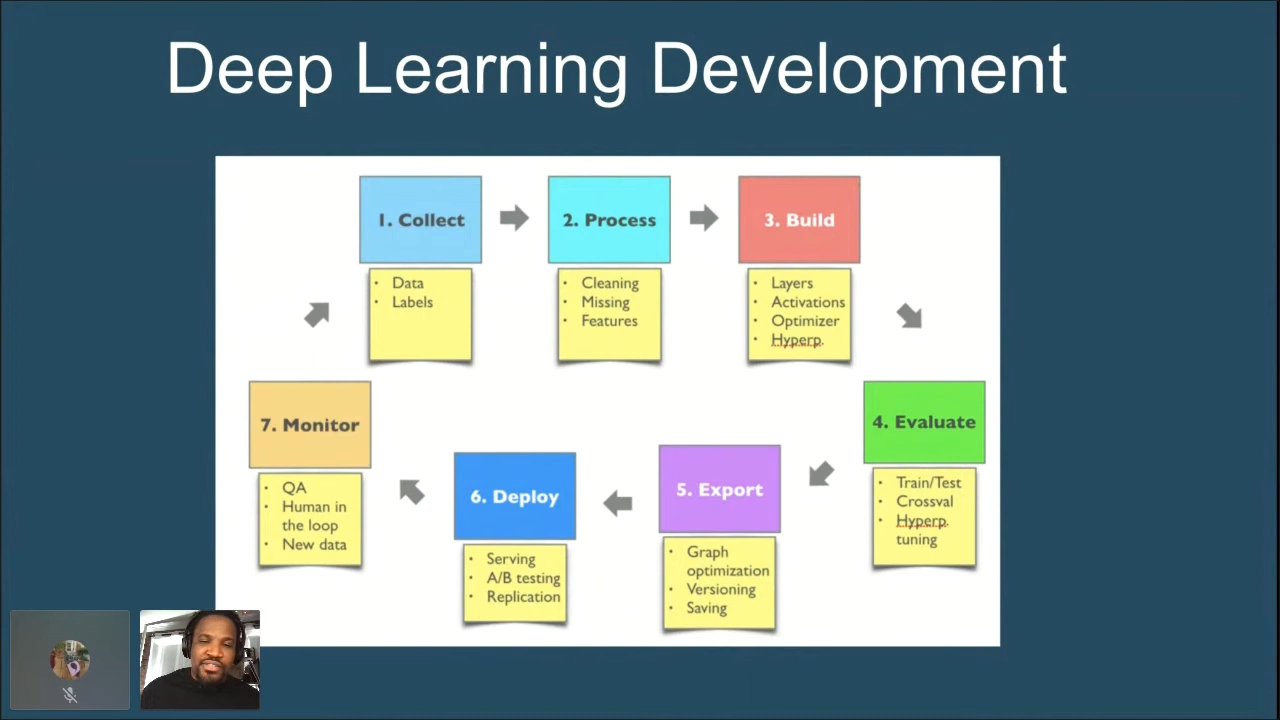 Deep Learning Development
1. Collect
Data
Labels
2. Process
Cleaning
Missing
Features
3. Build
Layers
Activations
Optimizer
Hyperp.
4. Evaluate
Train/Test
Crossval
Hyperp.
tuning
5. Export
Graph
optimization
Versioning
Saving
6. Deploy
Serving
A/B testing
Replication
7. Monitor
QA
Human in
the loop
New data